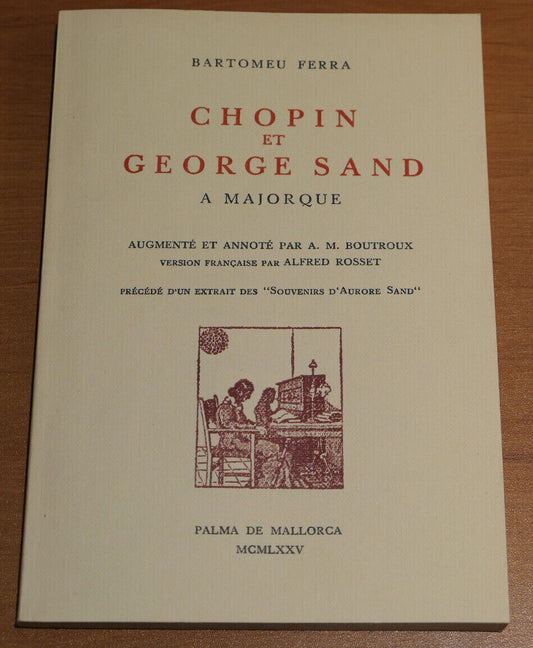 BARTOMEU FERRA
CHOPIN
ET
GEORGE SAND
A MAJORQUE
AUGMENTÉ ET ANNOTÉ PAR A. M. BOUTROUX
VERSION FRANÇAISE PAR ALFRED ROSSET
PRÉCÉDÉ D'UN EXTRAIT DES "SOUVENIRS D'AURORE SAND"
PALMA DE MALLORCA
MCMLXXV